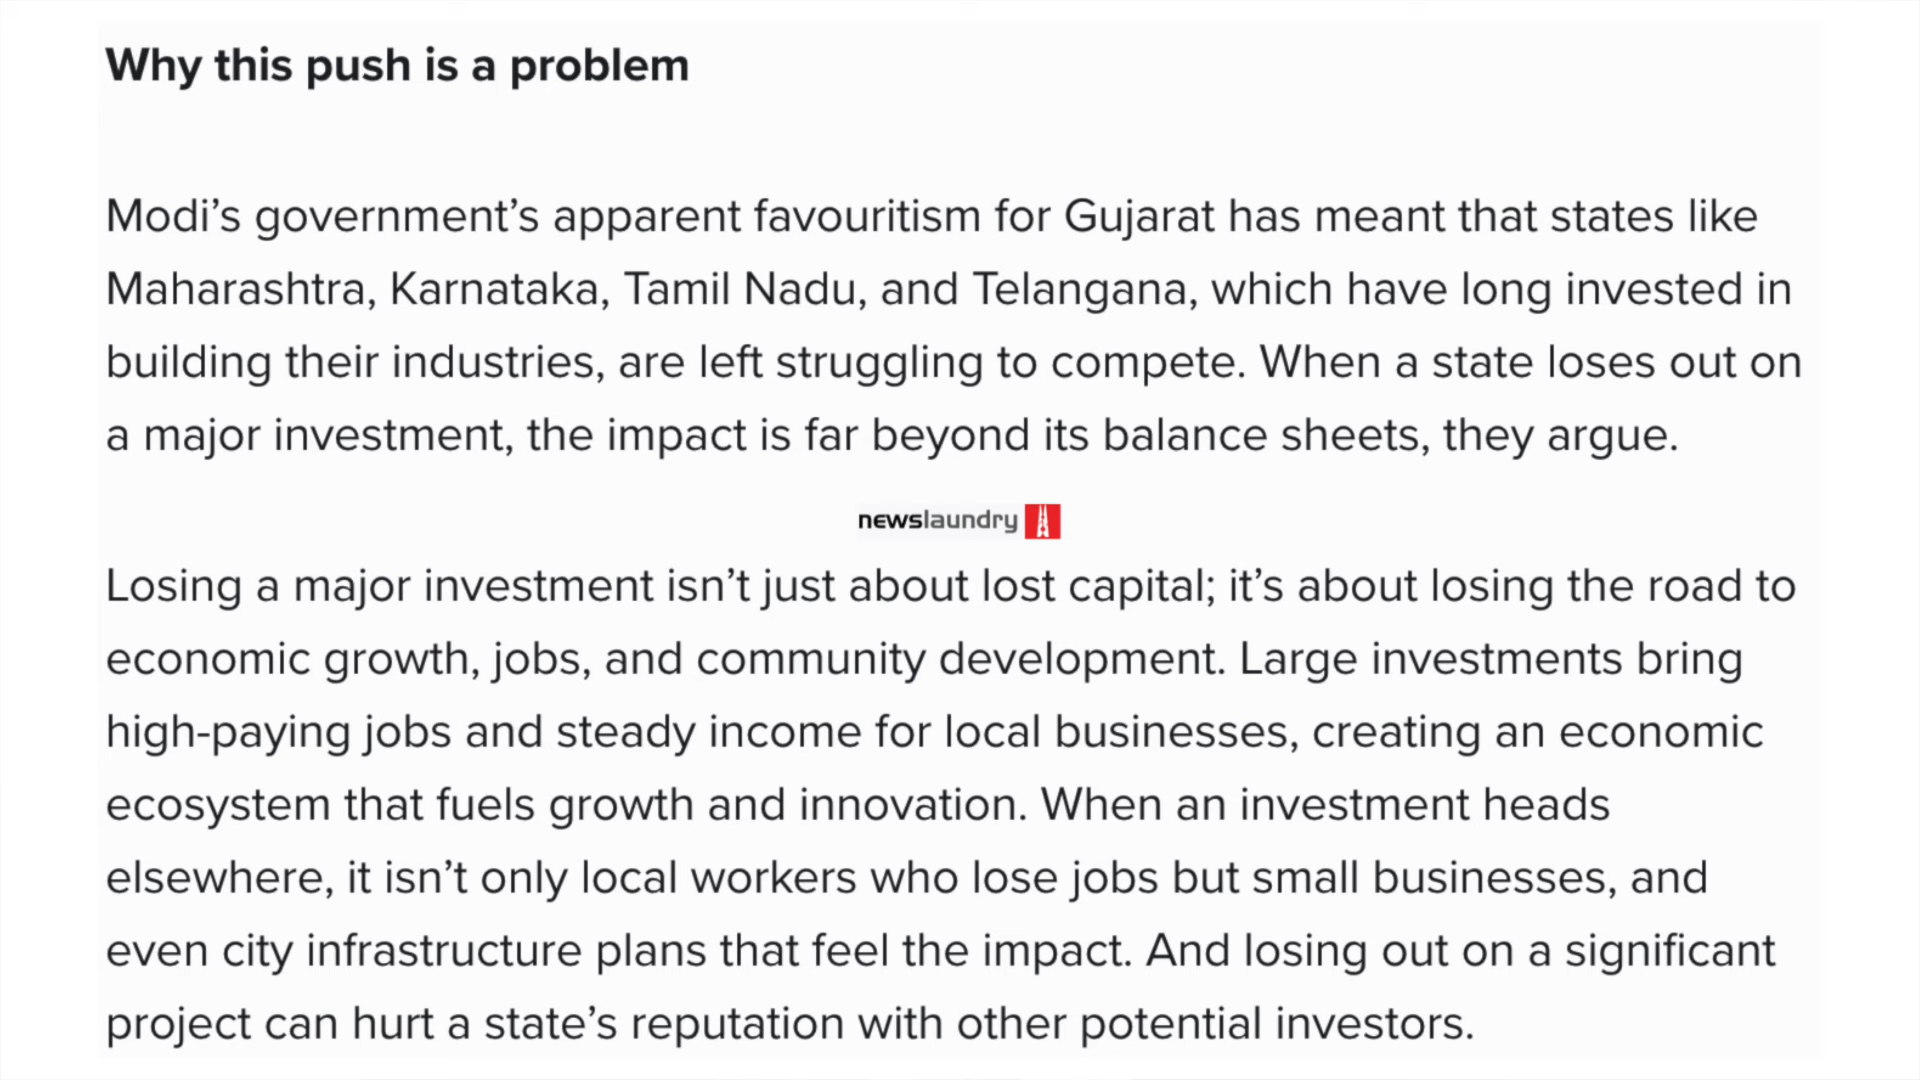 Why this push is a problem
Modi’s government’s apparent favouritism for Gujarat has meant that states like
Maharashtra, Karnataka, Tamil Nadu, and Telangana, which have long invested in
building their industries, are left struggling to compete. When a state loses out on
a major investment, the impact is far beyond its balance sheets, they argue.
newslaundry
Losing a major investment isn’t just about lost capital; it’s about losing the road to
economic growth, jobs, and community development. Large investments bring
high-paying jobs and steady income for local businesses, creating an economic
ecosystem that fuels growth and innovation. When an investment heads
elsewhere, it isn’t only local workers who lose jobs but small businesses, and
even city infrastructure plans that feel the impact. And losing out on a significant
project can hurt a state’s reputation with other potential investors.